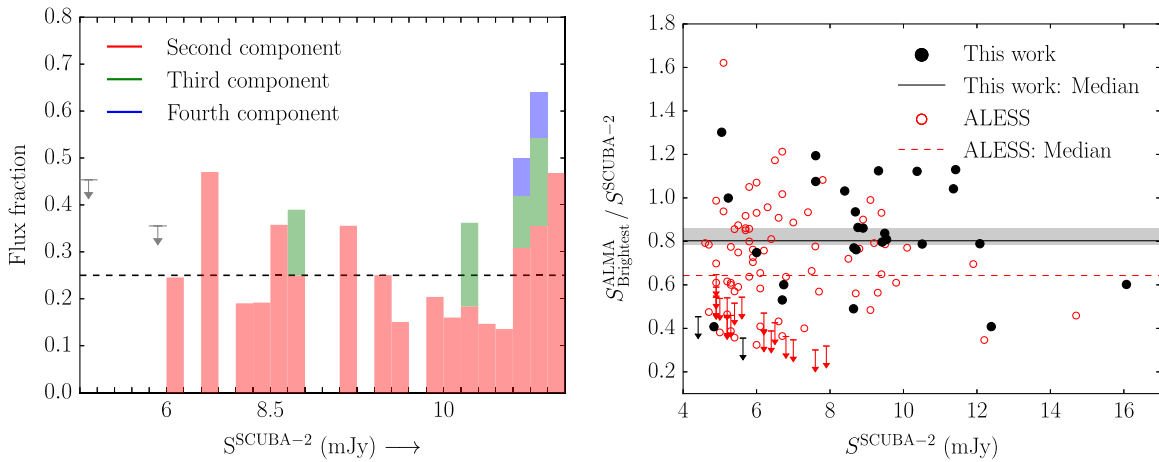 0.8
0.7
0.6
0.5
0.4
0.3
0.2
0.1
0.0
Flux fraction
Second component
Third component
Fourth component
6
8.5
10
S^SCUBA−2 (mJy) ⟶
1.8
1.6
1.4
1.2
1.0
0.8
0.6
0.4
0.2
S^ALMA_Brightest / S^SCUBA−2
This work
This work: Median
ALESS
ALESS: Median
4
6
8
10
12
14
16
S^SCUBA−2 (mJy)